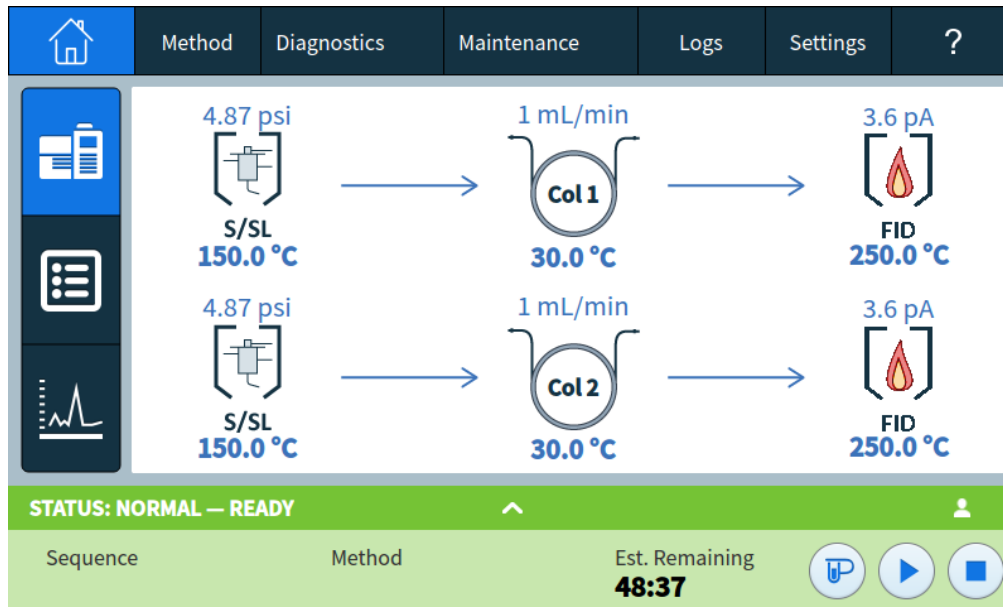 Method Diagnostics Maintenance Logs Settings ?
4.87 psi 1 mL/min 3.6 pA
Col 1
S/SL FID
150.0 °C 30.0 °C 250.0 °C
4.87 psi 1 mL/min 3.6 pA
Col 2
S/SL FID
150.0 °C 30.0 °C 250.0 °C
STATUS: NORMAL — READY
Sequence Method Est. Remaining
48:37